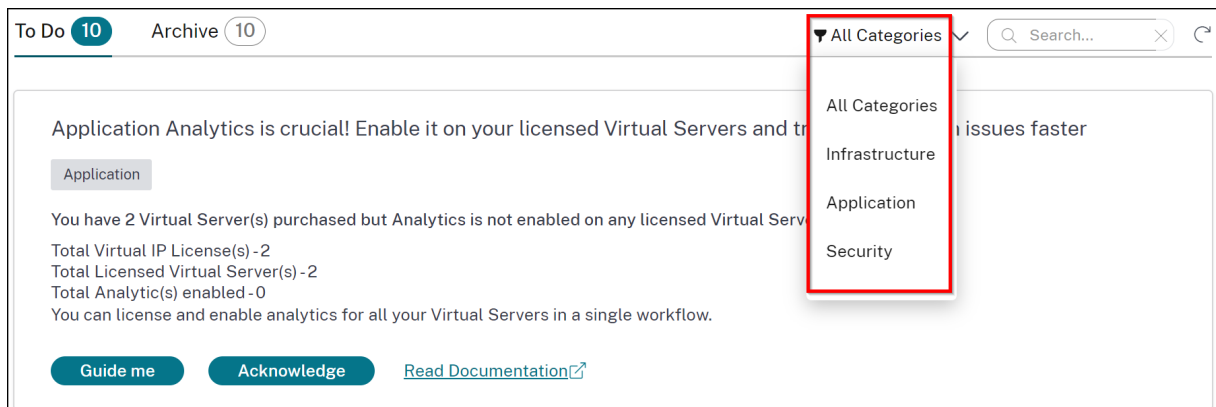 To Do 10 Archive 10 All Categories Search...
All Categories
Infrastructure
Application
Security
Application Analytics is crucial! Enable it on your licensed Virtual Servers and issues faster
Application
You have 2 Virtual Server(s) purchased but Analytics is not enabled on any licensed Virtual
Total Virtual IP License(s) - 2
Total Licensed Virtual Server(s) - 2
Total Analytic(s) enabled - 0
You can license and enable analytics for all your Virtual Servers in a single workflow.
Guide me Acknowledge Read Documentation